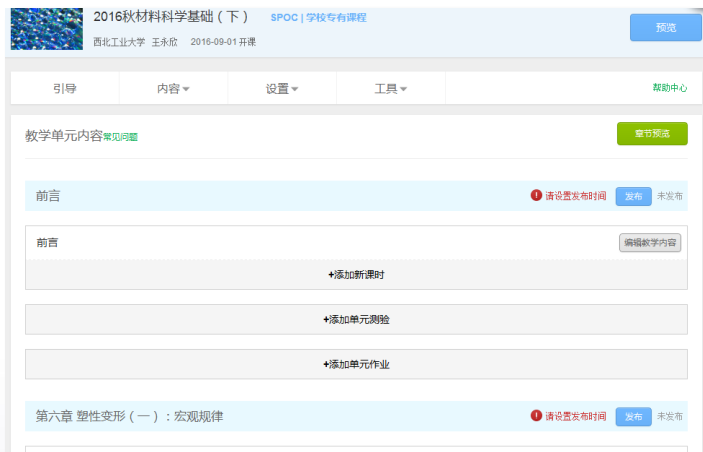 2016秋材料科学基础（下） SPOC | 学校专有课程
西北工业大学 王永欣 2016-09-01 开课
预览
引导 内容 设置 工具 帮助中心
教学单元内容 常见问题 章节预览
前言 请设置发布时间 发布 未发布
前言 编辑教学内容
+添加新课时
+添加单元测验
+添加单元作业
第六章 塑性变形（一）：宏观规律 请设置发布时间 发布 未发布